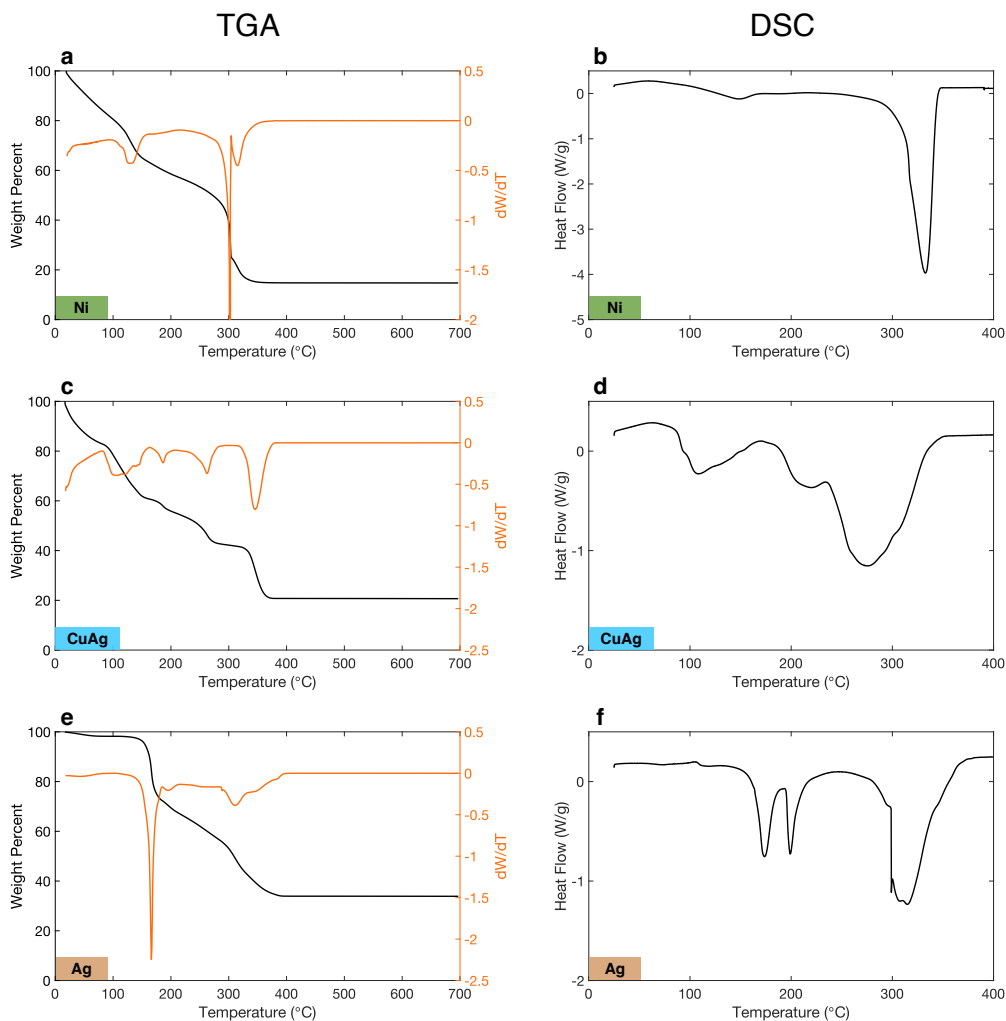 TGA
DSC
a
100
80
60
40
20
0
Weight Percent
0.5
0
-0.5
-1
-1.5
-2
dW/dT
Ni
0 100 200 300 400 500 600 700
Temperature (°C)
b
0
-1
-2
-3
-4
-5
Heat Flow (W/g)
Ni
0 100 200 300 400
Temperature (°C)
c
100
80
60
40
20
0
Weight Percent
0.5
0
-0.5
-1
-1.5
-2
-2.5
dW/dT
CuAg
0 100 200 300 400 500 600 700
Temperature (°C)
d
0
-1
-2
Heat Flow (W/g)
CuAg
0 100 200 300 400
Temperature (°C)
e
100
80
60
40
20
0
Weight Percent
0.5
0
-0.5
-1
-1.5
-2
-2.5
dW/dT
Ag
0 100 200 300 400 500 600 700
Temperature (°C)
f
0
-1
-2
Heat Flow (W/g)
Ag
0 100 200 300 400
Temperature (°C)